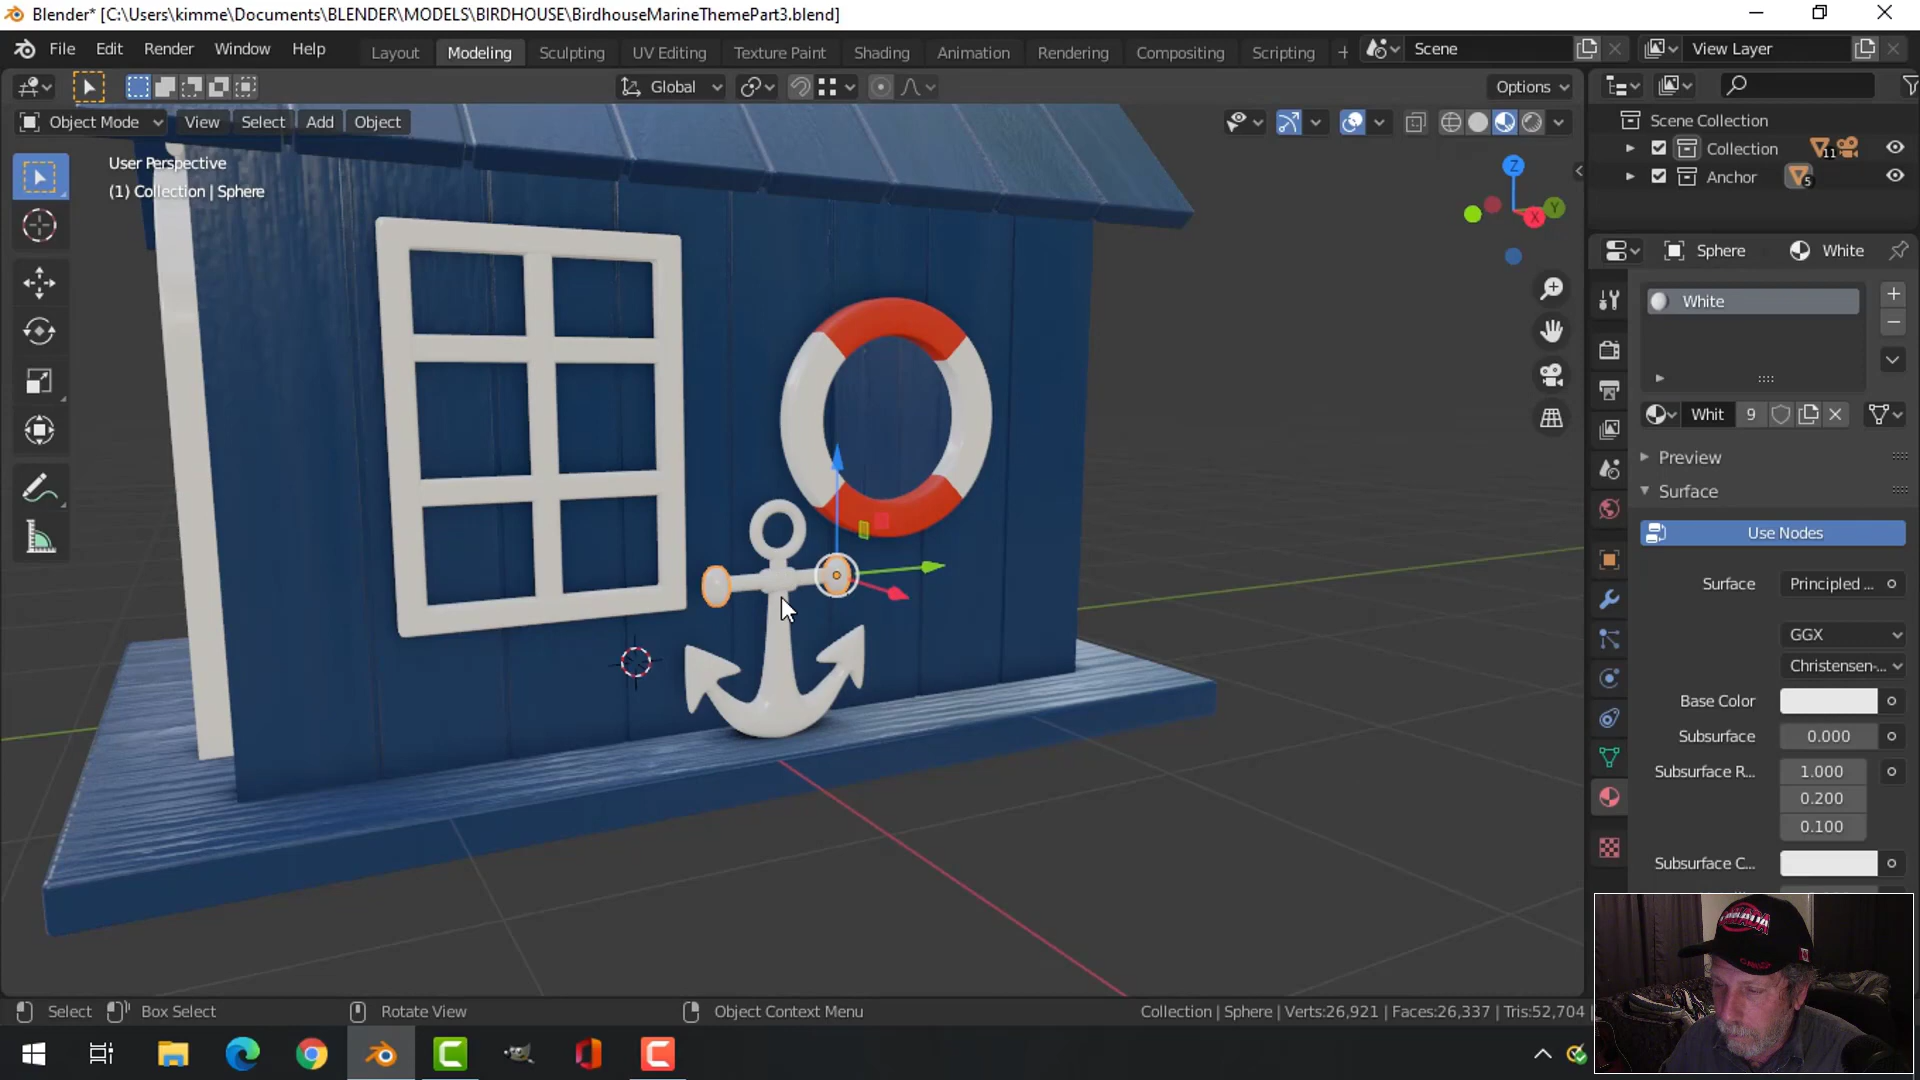 Blender* [C:\Users\kimme\Documents\BLENDER\MODELS\BIRDHOUSE\BirdhouseMarineThemePart3.blend]
File Edit Render Window Help
Layout Modeling Sculpting UV Editing Texture Paint Shading Animation Rendering Compositing Scripting
Scene
View Layer
Global
Options
Object Mode View Select Add Object
User Perspective
(1) Collection | Sphere
Z
Y
X
Scene Collection
Collection
11
Anchor
5
Sphere
White
White
Whit 9
Preview
Surface
Use Nodes
Surface Principled ...
GGX
Christensen-...
Base Color
Subsurface 0.000
Subsurface R... 1.000
0.200
0.100
Subsurface C...
Select Box Select Rotate View Object Context Menu
Collection | Sphere | Verts:26,921 | Faces:26,337 | Tris:52,704